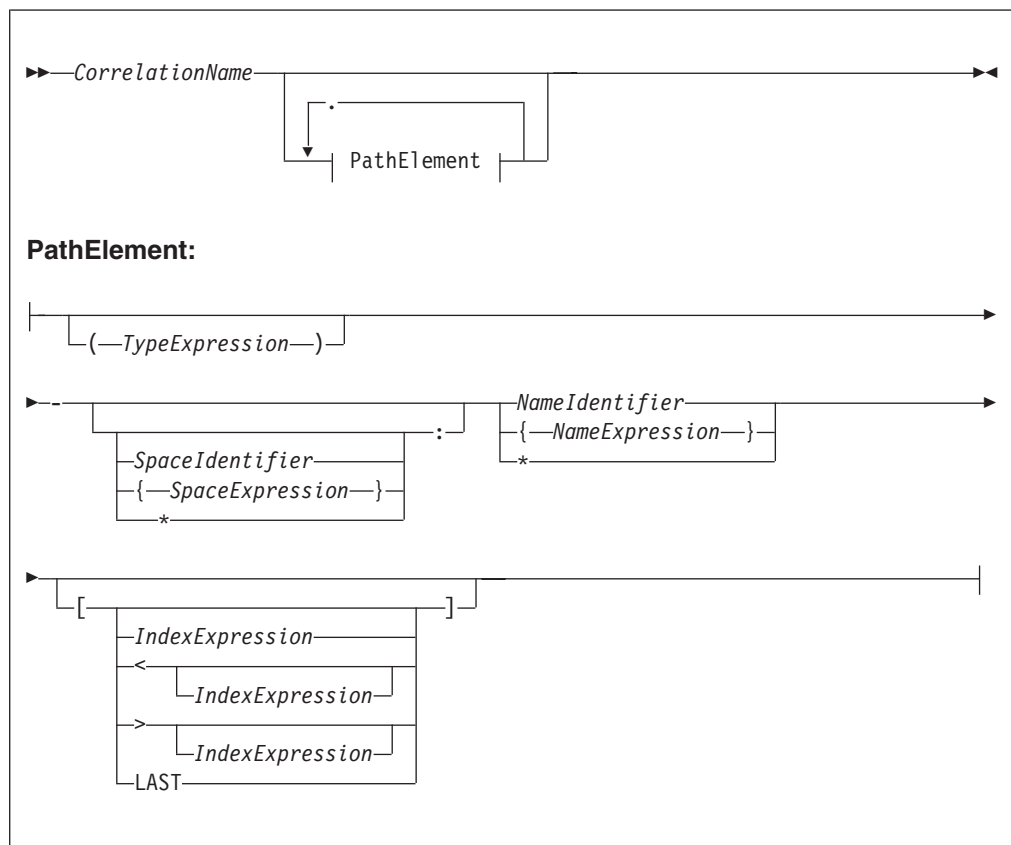 CorrelationName
.
PathElement
PathElement:
( TypeExpression )
- : NameIdentifier
{ NameExpression }
*
SpaceIdentifier
{ SpaceExpression }
*
[ ]
IndexExpression
<
IndexExpression
>
IndexExpression
LAST